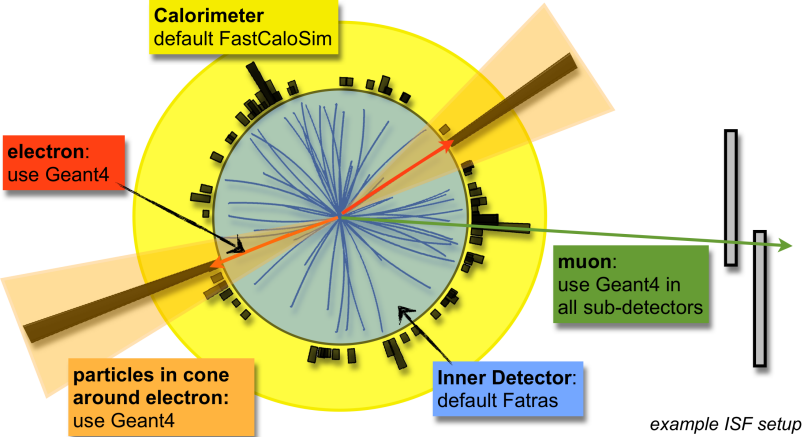 Calorimeter
default FastCaloSim
electron:
use Geant4
muon:
use Geant4 in
all sub-detectors
particles in cone
around electron:
use Geant4
Inner Detector:
default Fatras
example ISF setup